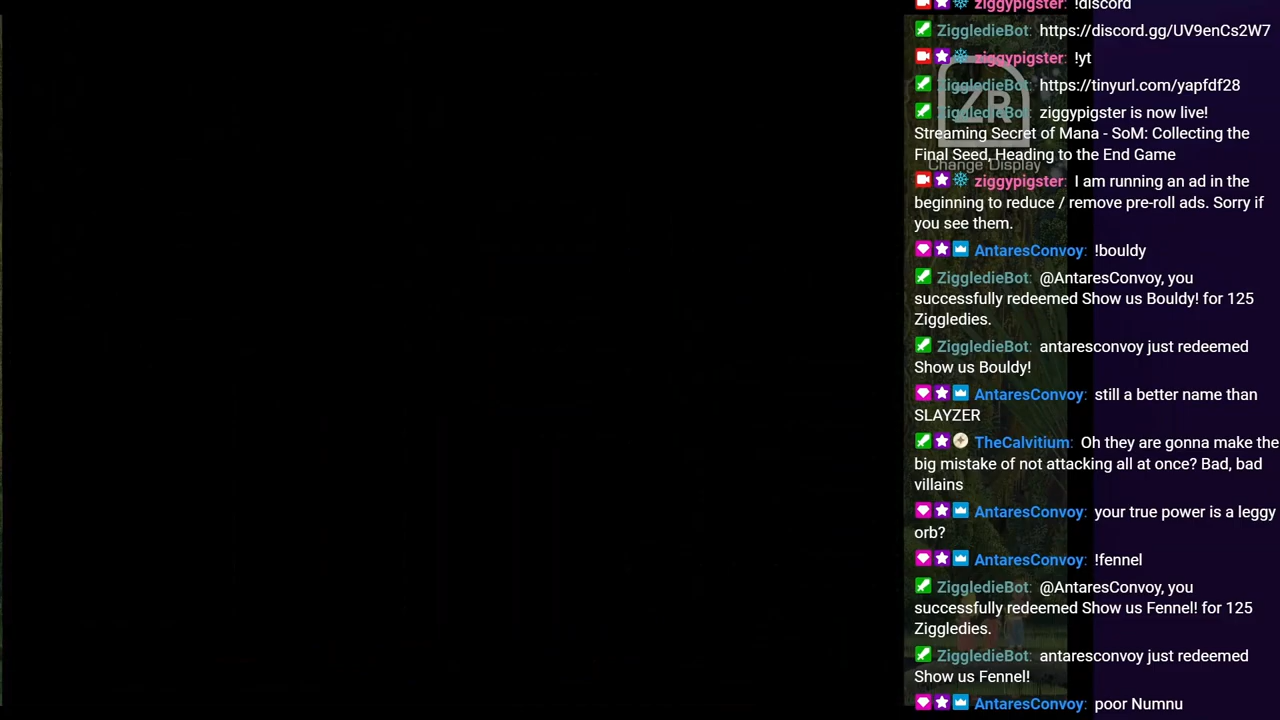 ziggypigster: !discord
ZiggledieBot: https://discord.gg/UV9enCs2W7
ziggypigster: !yt
ZiggledieBot: https://tinyurl.com/yapfdf28
ZR
ZiggledieBot: ziggypigster is now live!
Streaming Secret of Mana - SoM: Collecting the
Final Seed, Heading to the End Game
Change Display
ziggypigster: I am running an ad in the
beginning to reduce / remove pre-roll ads. Sorry if
you see them.
AntaresConvoy: !bouldy
ZiggledieBot: @AntaresConvoy, you
successfully redeemed Show us Bouldy! for 125
Ziggledies.
ZiggledieBot: antaresconvoy just redeemed
Show us Bouldy!
AntaresConvoy: still a better name than
SLAYZER
TheCalvitium: Oh they are gonna make the
big mistake of not attacking all at once? Bad, bad
villains
AntaresConvoy: your true power is a leggy
orb?
AntaresConvoy: !fennel
ZiggledieBot: @AntaresConvoy, you
successfully redeemed Show us Fennel! for 125
Ziggledies.
ZiggledieBot: antaresconvoy just redeemed
Show us Fennel!
AntaresConvoy: poor Numnu